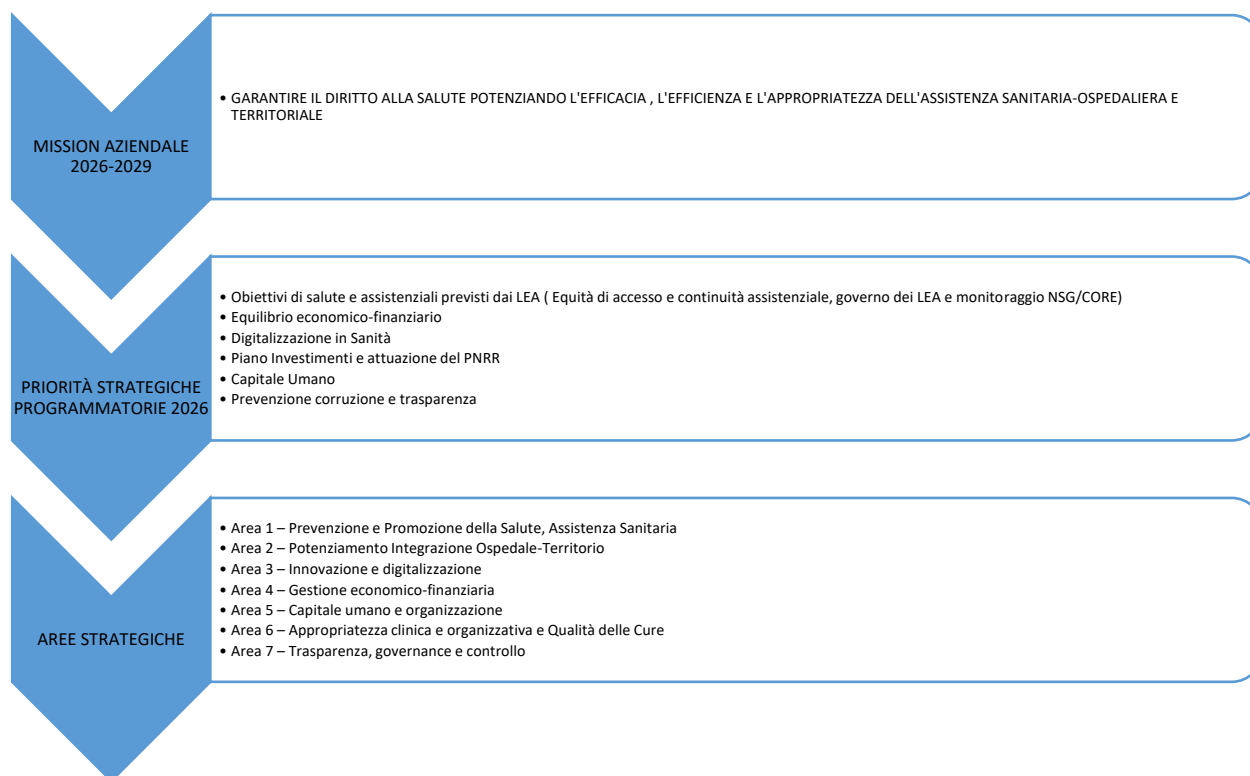 MISSION AZIENDALE
2026-2029
• GARANTIRE IL DIRITTO ALLA SALUTE POTENZIANDO L'EFFICACIA , L'EFFICIENZA E L'APPROPRIATEZZA DELL'ASSISTENZA SANITARIA-OSPEDALIERA E
TERRITORIALE
PRIORITÀ STRATEGICHE
PROGRAMMATORIE 2026
• Obiettivi di salute e assistenziali previsti dai LEA ( Equità di accesso e continuità assistenziale, governo dei LEA e monitoraggio NSG/CORE)
• Equilibrio economico-finanziario
• Digitalizzazione in Sanità
• Piano Investimenti e attuazione del PNRR
• Capitale Umano
• Prevenzione corruzione e trasparenza
AREE STRATEGICHE
• Area 1 – Prevenzione e Promozione della Salute, Assistenza Sanitaria
• Area 2 – Potenziamento Integrazione Ospedale-Territorio
• Area 3 – Innovazione e digitalizzazione
• Area 4 – Gestione economico-finanziaria
• Area 5 – Capitale umano e organizzazione
• Area 6 – Appropriatezza clinica e organizzativa e Qualità delle Cure
• Area 7 – Trasparenza, governance e controllo